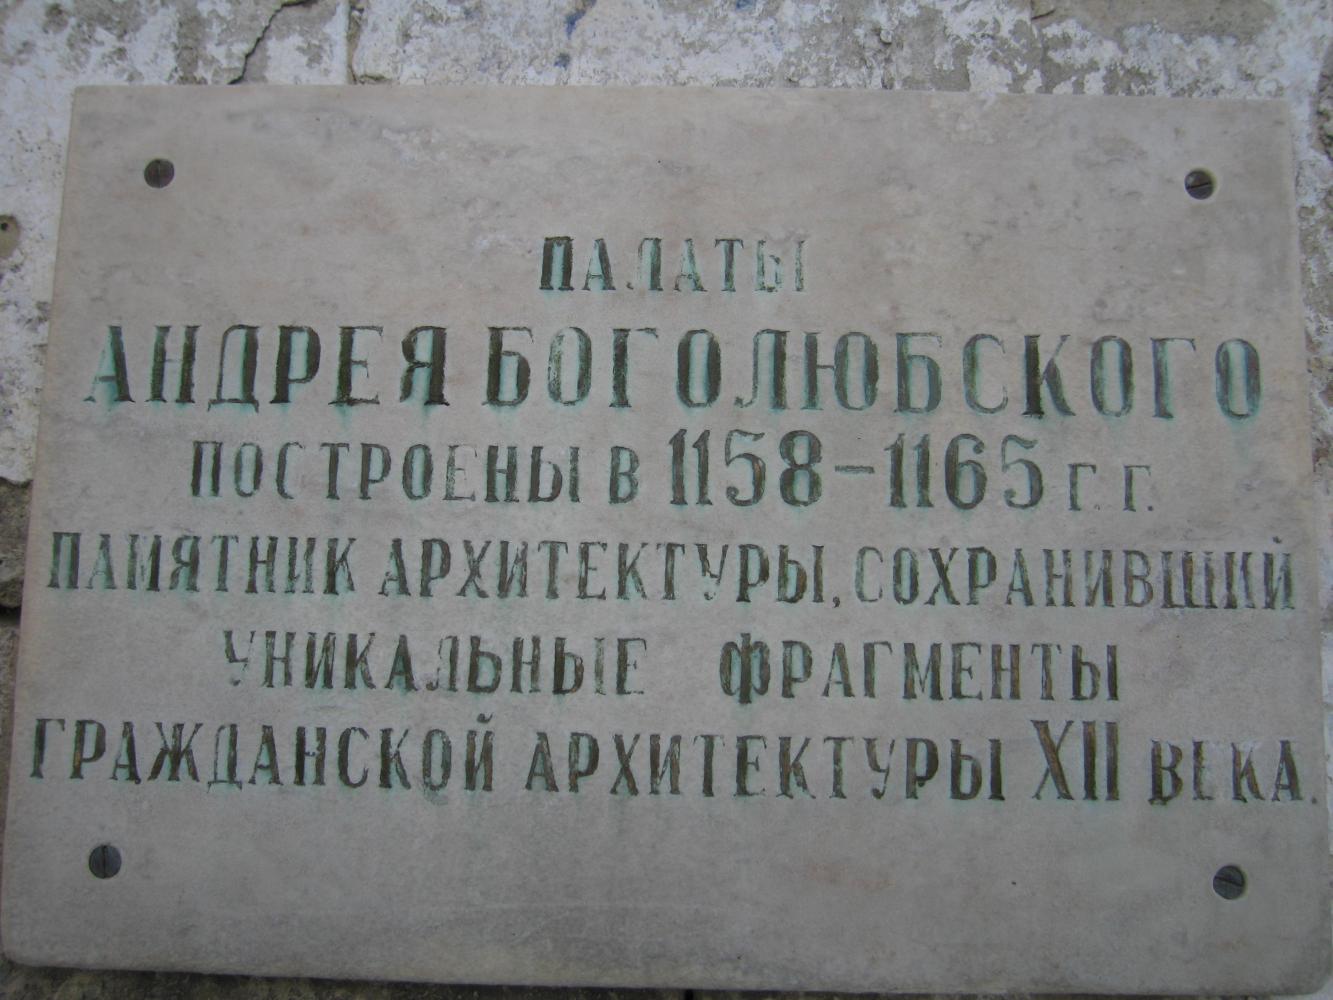 ПАЛАТЫ
АНДРЕЯ БОГОЛЮБСКОГО
ПОСТРОЕНЫ В 1158-1165 Г.Г.
ПАМЯТНИК АРХИТЕКТУРЫ, СОХРАНИВШИЙ
УНИКАЛЬНЫЕ ФРАГМЕНТЫ
ГРАЖДАНСКОЙ АРХИТЕКТУРЫ XII ВЕКА.